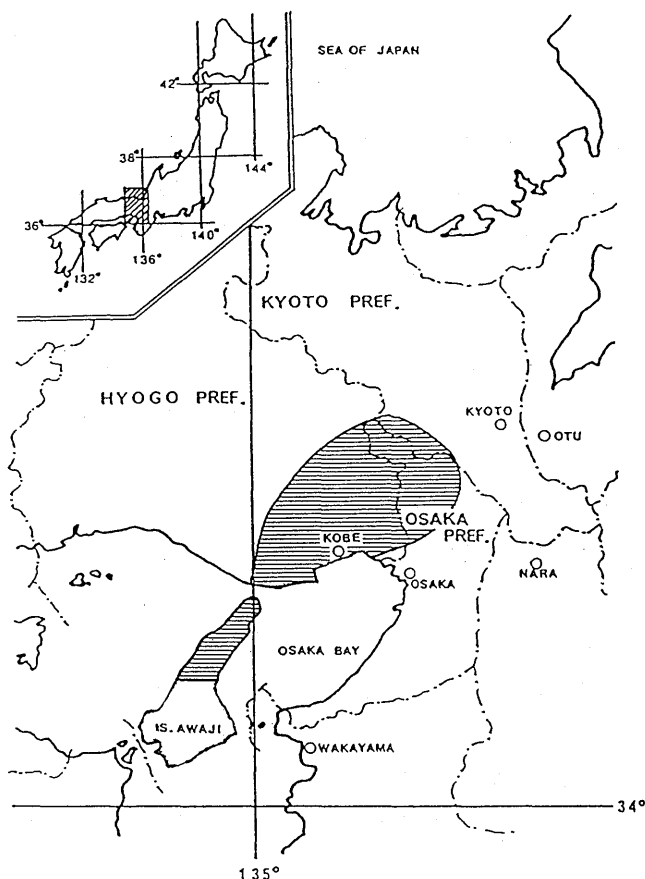 SEA OF JAPAN
42°
38°
144°
36°
140°
132°
136°
KYOTO PREF.
HYOGO PREF.
KYOTO
OTU
OSAKA
PREF.
KOBE
OSAKA
NARA
OSAKA BAY
IS. AWAJI
WAKAYAMA
34°
135°